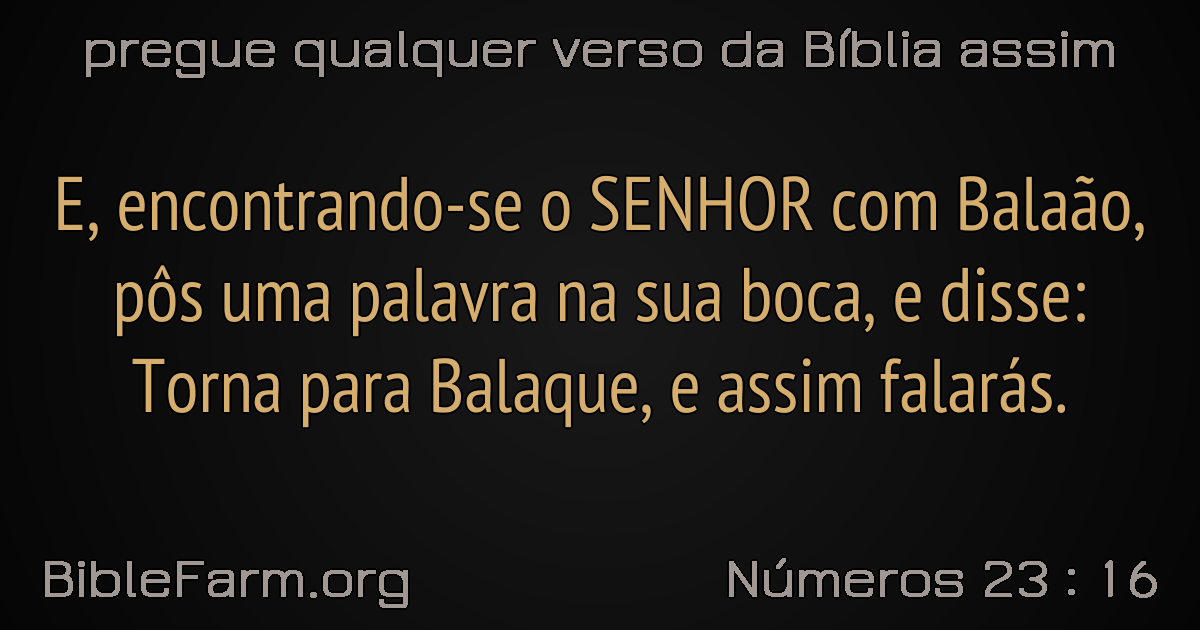 pregue qualquer verso da Bíblia assim
E, encontrando-se o SENHOR com Balaão,
pôs uma palavra na sua boca, e disse:
Torna para Balaque, e assim falarás.
BibleFarm.org
Números 23 : 16